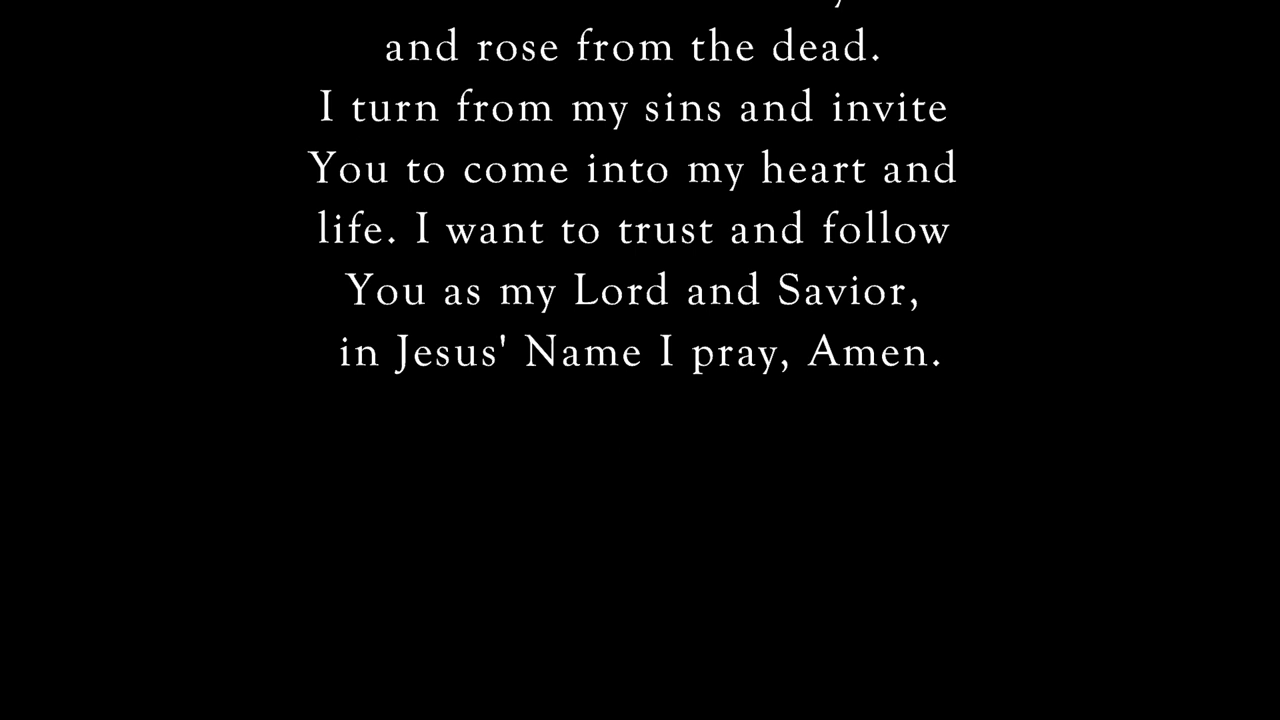 and rose from the dead.
I turn from my sins and invite
You to come into my heart and
life. I want to trust and follow
You as my Lord and Savior,
in Jesus' Name I pray, Amen.